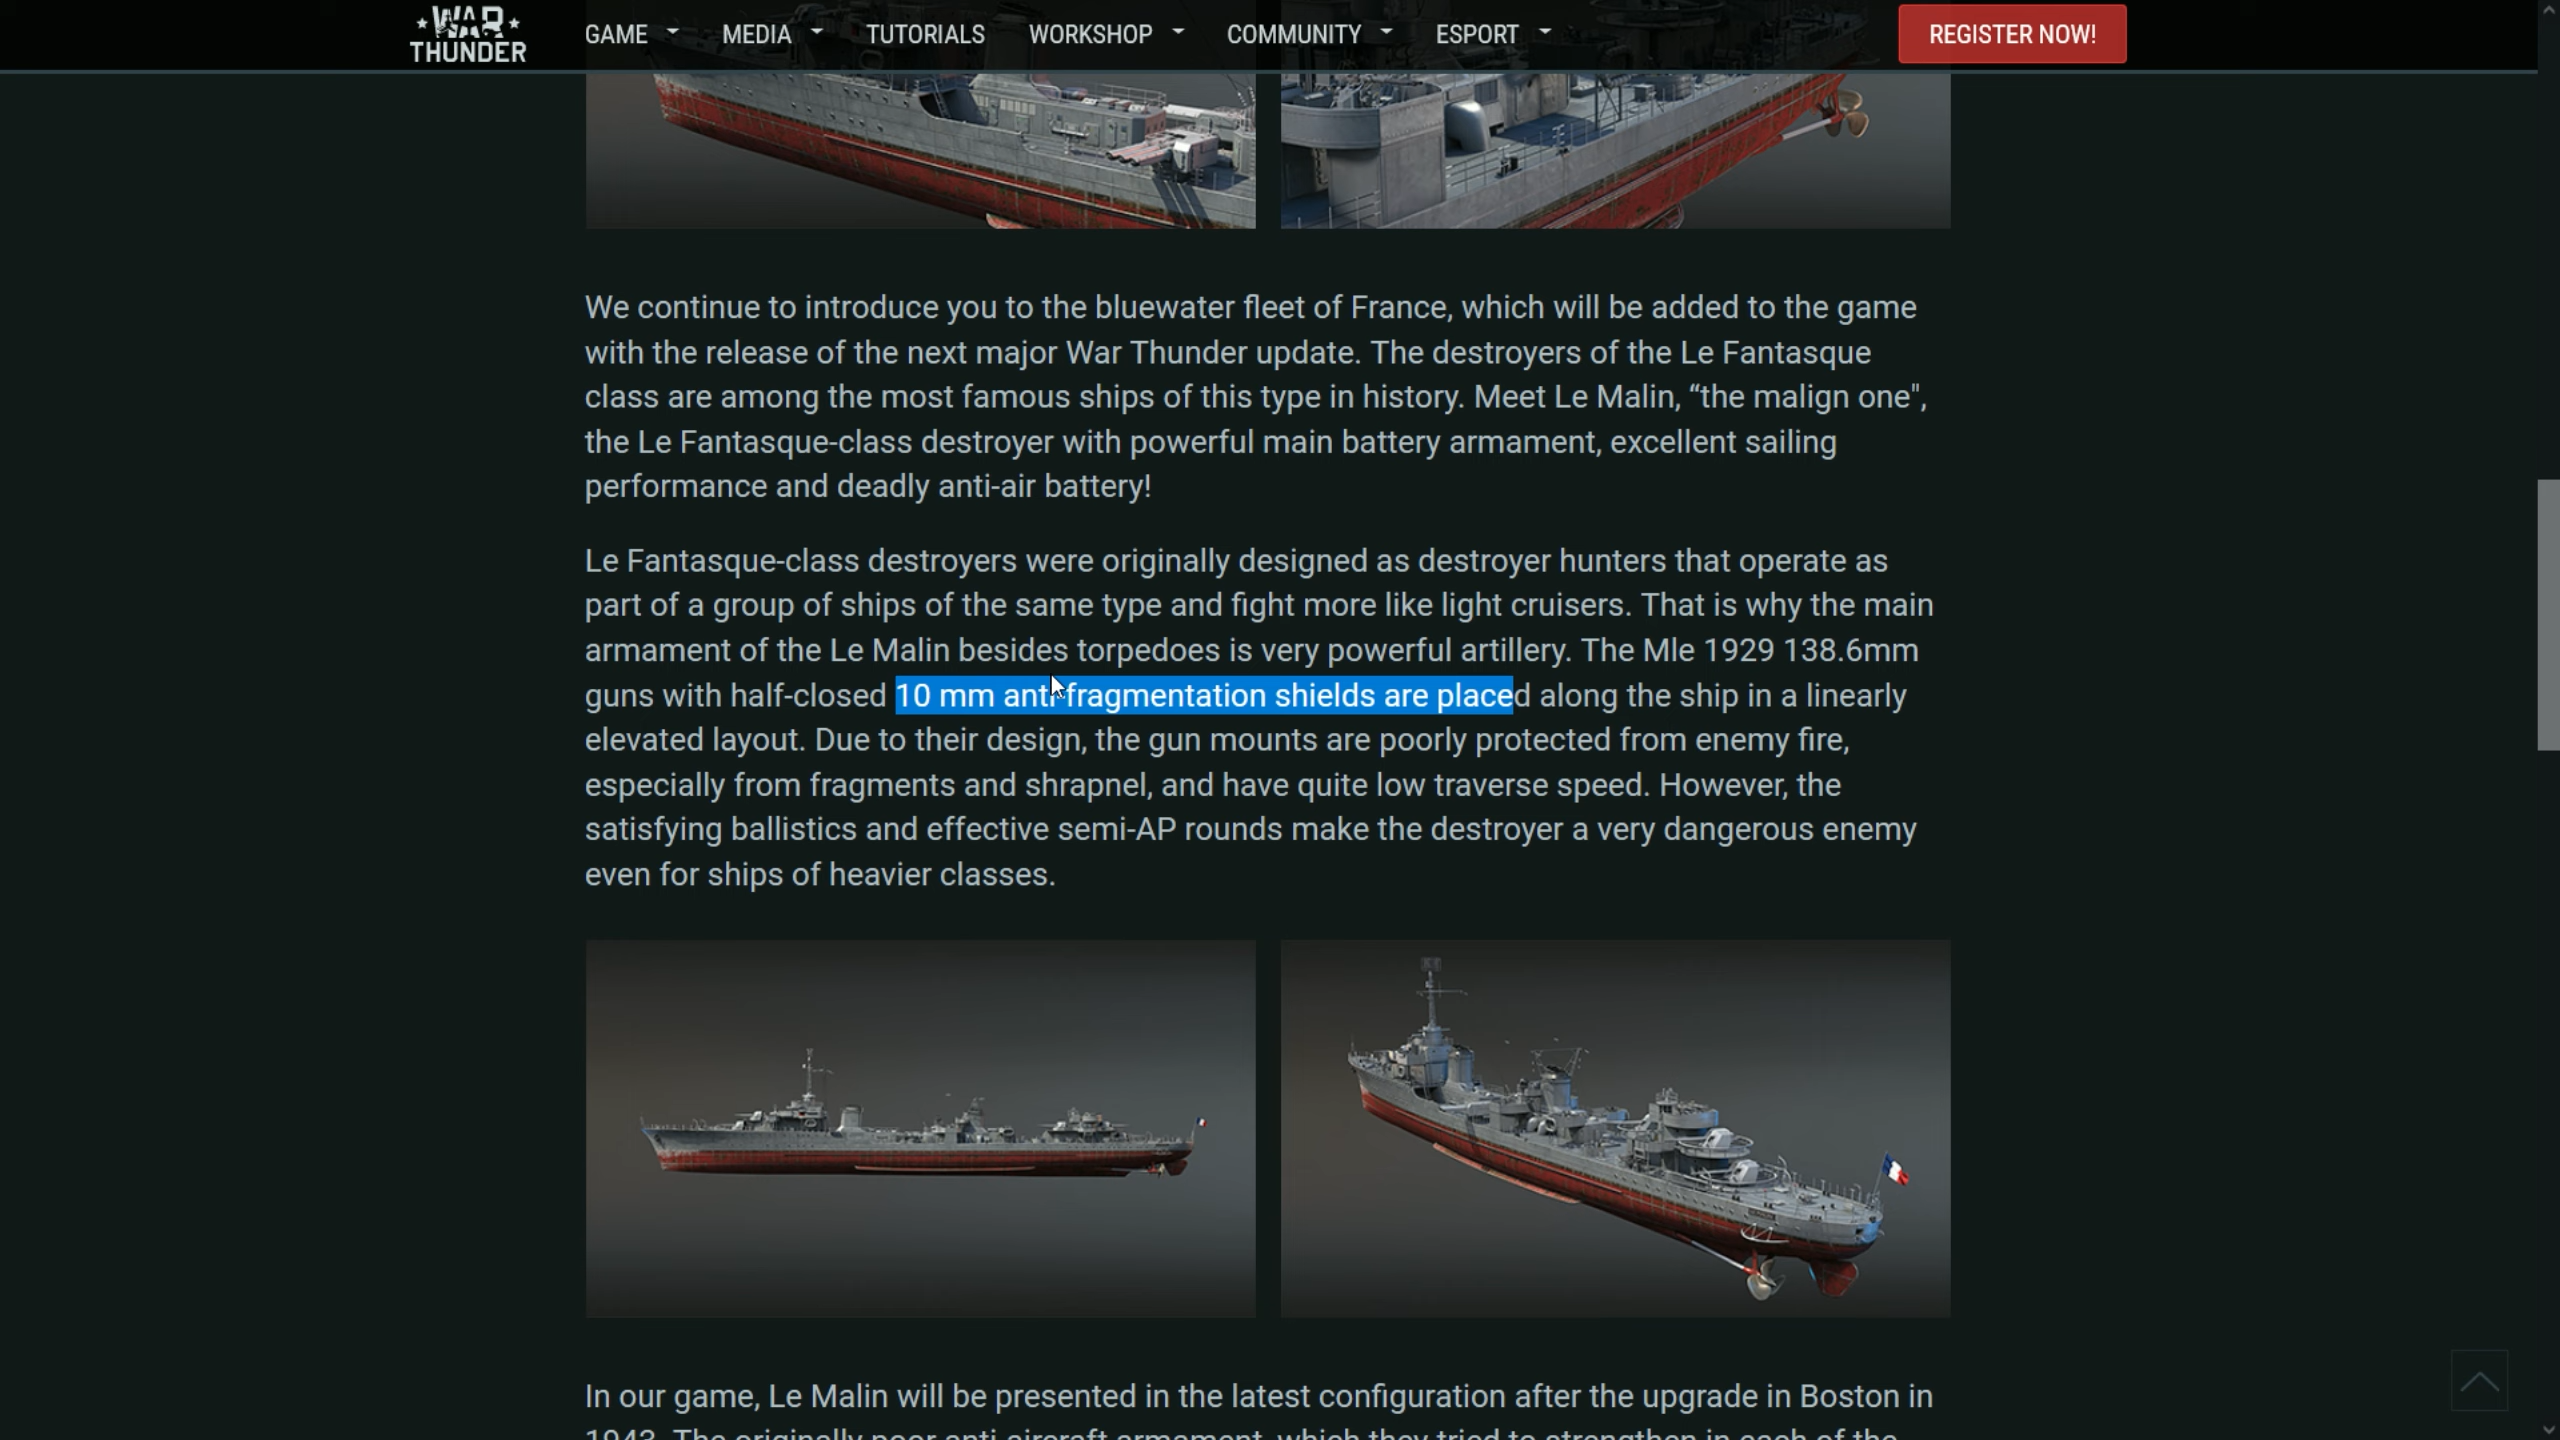 WAR
THUNDER
GAME
MEDIA
TUTORIALS
WORKSHOP
COMMUNITY
ESPORT
REGISTER NOW!
We continue to introduce you to the bluewater fleet of France, which will be added to the game
with the release of the next major War Thunder update. The destroyers of the Le Fantasque
class are among the most famous ships of this type in history. Meet Le Malin, “the malign one",
the Le Fantasque-class destroyer with powerful main battery armament, excellent sailing
performance and deadly anti-air battery!
Le Fantasque-class destroyers were originally designed as destroyer hunters that operate as
part of a group of ships of the same type and fight more like light cruisers. That is why the main
armament of the Le Malin besides torpedoes is very powerful artillery. The Mle 1929 138.6mm
guns with half-closed 10 mm anti-fragmentation shields are placed along the ship in a linearly
elevated layout. Due to their design, the gun mounts are poorly protected from enemy fire,
especially from fragments and shrapnel, and have quite low traverse speed. However, the
satisfying ballistics and effective semi-AP rounds make the destroyer a very dangerous enemy
even for ships of heavier classes.
In our game, Le Malin will be presented in the latest configuration after the upgrade in Boston in
1943. The originally poor anti-aircraft armament, which they tried to strengthen in each of the